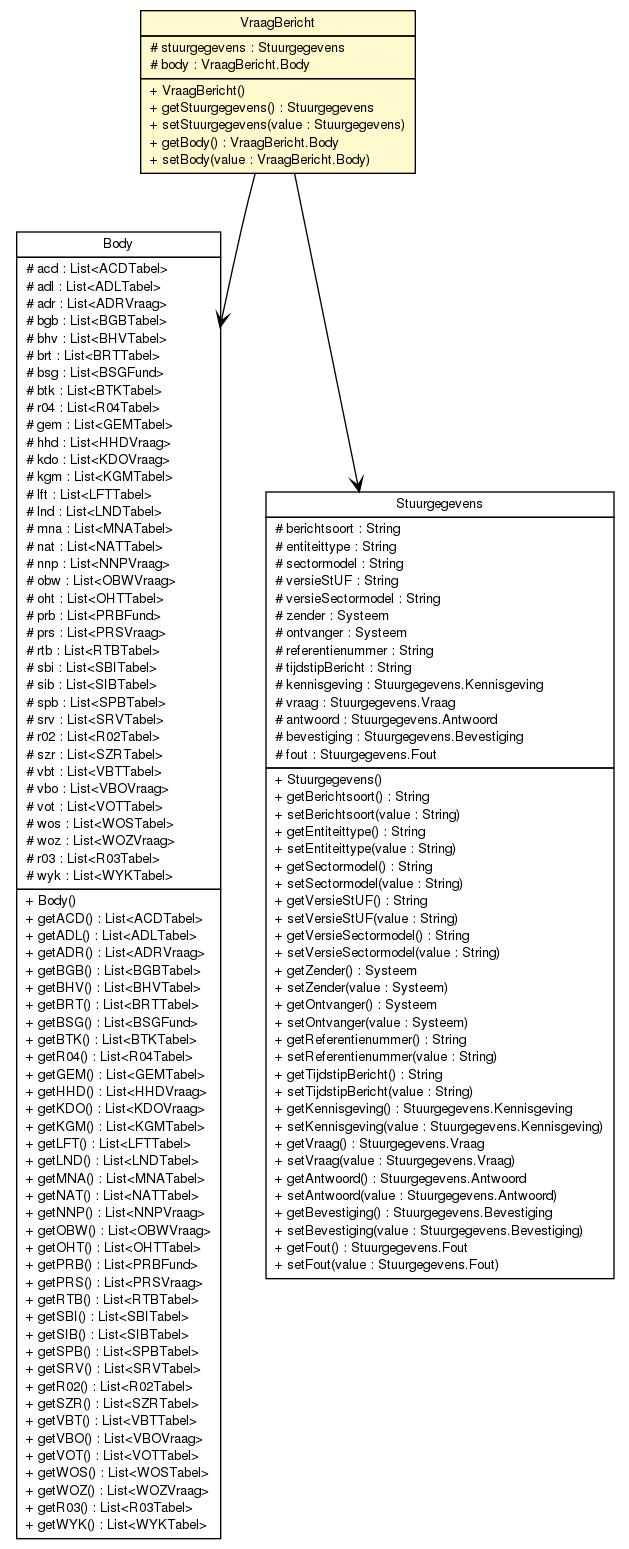 VraagBericht
# stuurgegevens : Stuurgegevens
# body : VraagBericht.Body
+ VraagBericht()
+ getStuurgegevens() : Stuurgegevens
+ setStuurgegevens(value : Stuurgegevens)
+ getBody() : VraagBericht.Body
+ setBody(value : VraagBericht.Body)
Body
# acd : List<ACDTabel>
# adl : List<ADLTabel>
# adr : List<ADRVraag>
# bgb : List<BGBTabel>
# bhv : List<BHVTabel>
# brt : List<BRTTabel>
# bsg : List<BSGFund>
# btk : List<BTKTabel>
# r04 : List<R04Tabel>
# gem : List<GEMTabel>
# hhd : List<HHDVraag>
# kdo : List<KDOVraag>
# kgm : List<KGMTabel>
# lft : List<LFTTabel>
# lnd : List<LNDTabel>
# mna : List<MNATabel>
# nat : List<NATTabel>
# nnp : List<NNPVraag>
# obw : List<OBWVraag>
# oht : List<OHTTabel>
# prb : List<PRBFund>
# prs : List<PRSVraag>
# rtb : List<RTBTabel>
# sbi : List<SBITabel>
# sib : List<SIBTabel>
# spb : List<SPBTabel>
# srv : List<SRVTabel>
# r02 : List<R02Tabel>
# szr : List<SZRTabel>
# vbt : List<VBTTabel>
# vbo : List<VBOVraag>
# vot : List<VOTTabel>
# wos : List<WOSTabel>
# woz : List<WOZVraag>
# r03 : List<R03Tabel>
# wyk : List<WYKTabel>
+ Body()
+ getACD() : List<ACDTabel>
+ getADL() : List<ADLTabel>
+ getADR() : List<ADRVraag>
+ getBGB() : List<BGBTabel>
+ getBHV() : List<BHVTabel>
+ getBRT() : List<BRTTabel>
+ getBSG() : List<BSGFund>
+ getBTK() : List<BTKTabel>
+ getR04() : List<R04Tabel>
+ getGEM() : List<GEMTabel>
+ getHHD() : List<HHDVraag>
+ getKDO() : List<KDOVraag>
+ getKGM() : List<KGMTabel>
+ getLFT() : List<LFTTabel>
+ getLND() : List<LNDTabel>
+ getMNA() : List<MNATabel>
+ getNAT() : List<NATTabel>
+ getNNP() : List<NNPVraag>
+ getOBW() : List<OBWVraag>
+ getOHT() : List<OHTTabel>
+ getPRB() : List<PRBFund>
+ getPRS() : List<PRSVraag>
+ getRTB() : List<RTBTabel>
+ getSBI() : List<SBITabel>
+ getSIB() : List<SIBTabel>
+ getSPB() : List<SPBTabel>
+ getSRV() : List<SRVTabel>
+ getR02() : List<R02Tabel>
+ getSZR() : List<SZRTabel>
+ getVBT() : List<VBTTabel>
+ getVBO() : List<VBOVraag>
+ getVOT() : List<VOTTabel>
+ getWOS() : List<WOSTabel>
+ getWOZ() : List<WOZVraag>
+ getR03() : List<R03Tabel>
+ getWYK() : List<WYKTabel>
Stuurgegevens
# berichtsoort : String
# entiteittype : String
# sectormodel : String
# versieStUF : String
# versieSectormodel : String
# zender : Systeem
# ontvanger : Systeem
# referentienummer : String
# tijdstipBericht : String
# kennisgeving : Stuurgegevens.Kennisgeving
# vraag : Stuurgegevens.Vraag
# antwoord : Stuurgegevens.Antwoord
# bevestiging : Stuurgegevens.Bevestiging
# fout : Stuurgegevens.Fout
+ Stuurgegevens()
+ getBerichtsoort() : String
+ setBerichtsoort(value : String)
+ getEntiteittype() : String
+ setEntiteittype(value : String)
+ getSectormodel() : String
+ setSectormodel(value : String)
+ getVersieStUF() : String
+ setVersieStUF(value : String)
+ getVersieSectormodel() : String
+ setVersieSectormodel(value : String)
+ getZender() : Systeem
+ setZender(value : Systeem)
+ getOntvanger() : Systeem
+ setOntvanger(value : Systeem)
+ getReferentienummer() : String
+ setReferentienummer(value : String)
+ getTijdstipBericht() : String
+ setTijdstipBericht(value : String)
+ getKennisgeving() : Stuurgegevens.Kennisgeving
+ setKennisgeving(value : Stuurgegevens.Kennisgeving)
+ getVraag() : Stuurgegevens.Vraag
+ setVraag(value : Stuurgegevens.Vraag)
+ getAntwoord() : Stuurgegevens.Antwoord
+ setAntwoord(value : Stuurgegevens.Antwoord)
+ getBevestiging() : Stuurgegevens.Bevestiging
+ setBevestiging(value : Stuurgegevens.Bevestiging)
+ getFout() : Stuurgegevens.Fout
+ setFout(value : Stuurgegevens.Fout)